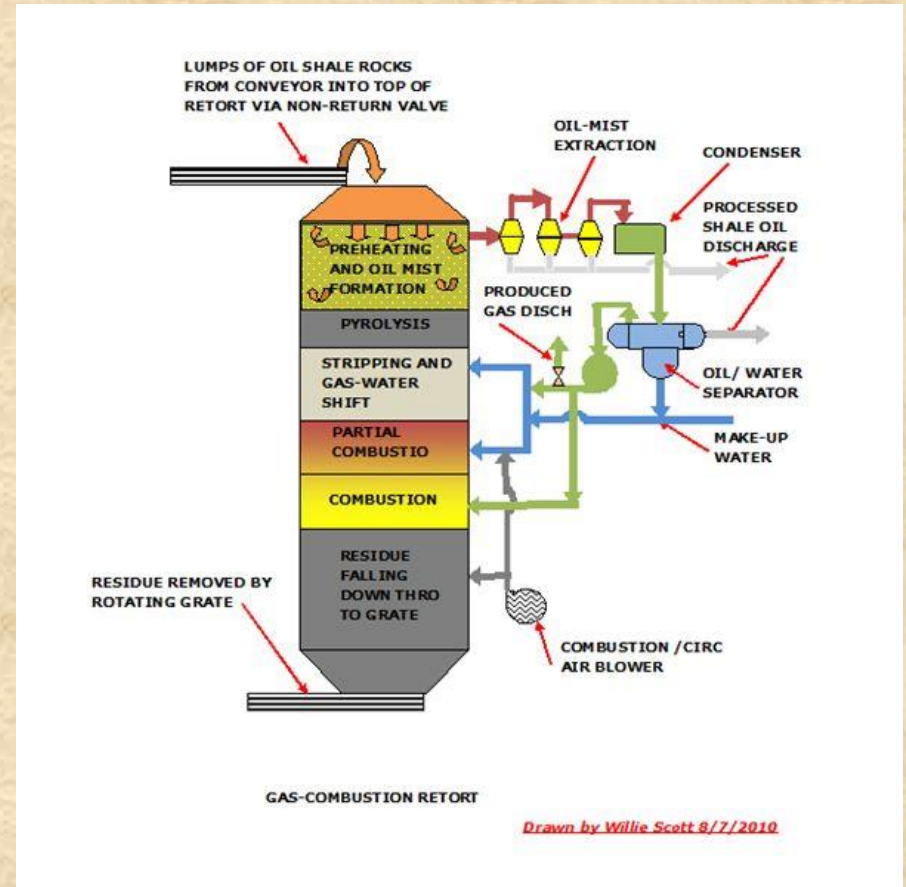 LUMPS OF OIL SHALE ROCKS
FROM CONVEYOR INTO TOP OF
RETORT VIA NON-RETURN VALVE
OIL-MIST
EXTRACTION
CONDENSER
PROCESSED
SHALE OIL
DISCHARGE
PREHEATING
AND OIL MIST
FORMATION
PRODUCED
GAS DISCH
PYROLYSIS
STRIPPING AND
GAS-WATER
SHIFT
OIL/ WATER
SEPARATOR
PARTIAL
COMBUSTIO
MAKE-UP
WATER
COMBUSTION
RESIDUE
FALLING
DOWN THRO
TO GRATE
RESIDUE REMOVED BY
ROTATING GRATE
COMBUSTION /CIRC
AIR BLOWER
GAS-COMBUSTION RETORT
Drawn by Willie Scott 8/7/2010